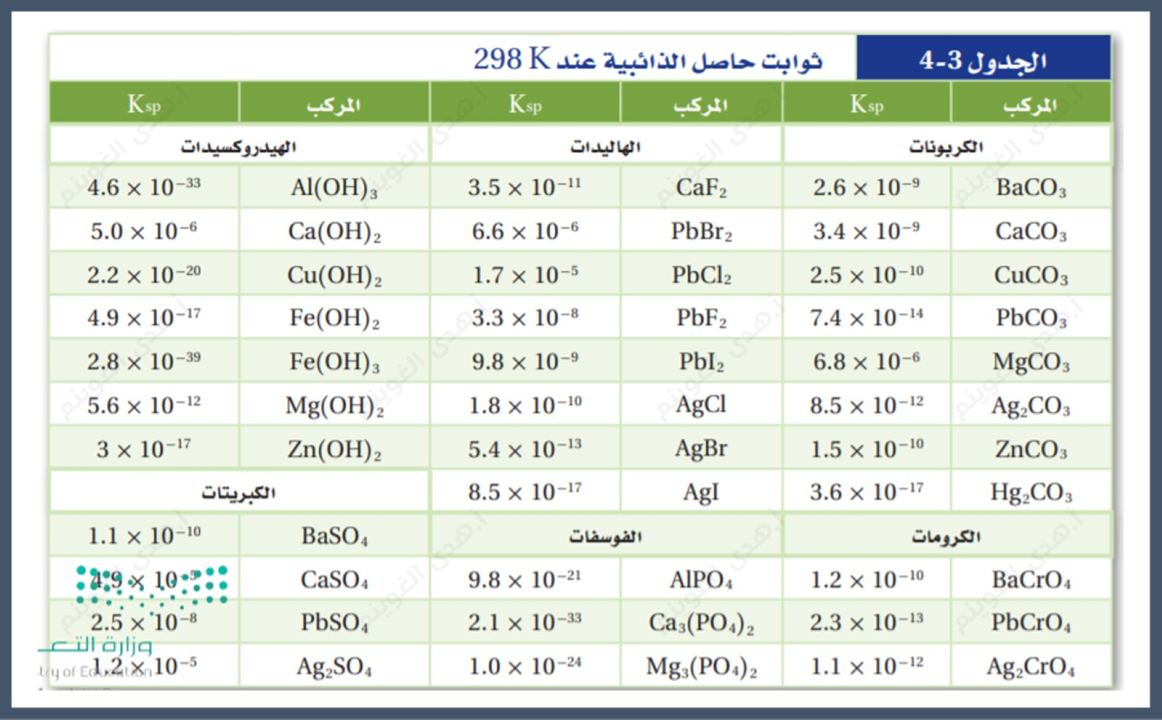 الجدول 3-4 ثوابت حاصل الذائبية عند 298 K
المركب Ksp المركب Ksp المركب Ksp
الكربونات الهاليدات الهيدروكسيدات
BaCO₃ 2.6 × 10⁻⁹ CaF₂ 3.5 × 10⁻¹¹ Al(OH)₃ 4.6 × 10⁻³³
CaCO₃ 3.4 × 10⁻⁹ PbBr₂ 6.6 × 10⁻⁶ Ca(OH)₂ 5.0 × 10⁻⁶
CuCO₃ 2.5 × 10⁻¹⁰ PbCl₂ 1.7 × 10⁻⁵ Cu(OH)₂ 2.2 × 10⁻²⁰
PbCO₃ 7.4 × 10⁻¹⁴ PbF₂ 3.3 × 10⁻⁸ Fe(OH)₂ 4.9 × 10⁻¹⁷
MgCO₃ 6.8 × 10⁻⁶ PbI₂ 9.8 × 10⁻⁹ Fe(OH)₃ 2.8 × 10⁻³⁹
Ag₂CO₃ 8.5 × 10⁻¹² AgCl 1.8 × 10⁻¹⁰ Mg(OH)₂ 5.6 × 10⁻¹²
ZnCO₃ 1.5 × 10⁻¹⁰ AgBr 5.4 × 10⁻¹³ Zn(OH)₂ 3 × 10⁻¹⁷
Hg₂CO₃ 3.6 × 10⁻¹⁷ AgI 8.5 × 10⁻¹⁷ الكبريتات
الكرومات الفوسفات BaSO₄ 1.1 × 10⁻¹⁰
BaCrO₄ 1.2 × 10⁻¹⁰ AlPO₄ 9.8 × 10⁻²¹ CaSO₄ 4.9 × 10⁻⁵
PbCrO₄ 2.3 × 10⁻¹³ Ca₃(PO₄)₂ 2.1 × 10⁻³³ PbSO₄ 2.5 × 10⁻⁸
Ag₂CrO₄ 1.1 × 10⁻¹² Mg₃(PO₄)₂ 1.0 × 10⁻²⁴ Ag₂SO₄ 1.2 × 10⁻⁵
وزارة التعـ
try of Education
أ.هدى الغوينم